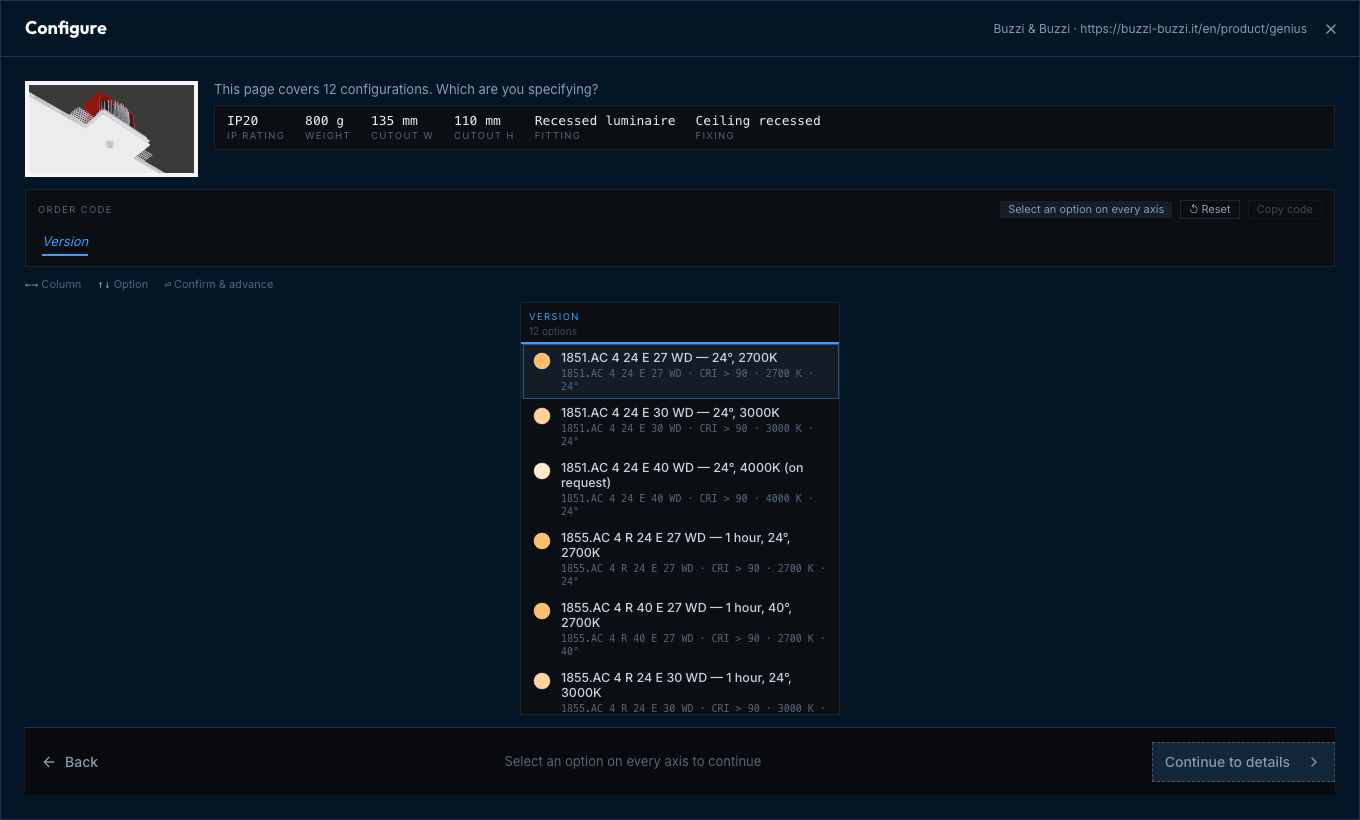 Configure
Buzzi & Buzzi · https://buzzi-buzzi.it/en/product/genius
This page covers 12 configurations. Which are you specifying?
IP20 800 g 135 mm 110 mm Recessed luminaire Ceiling recessed
IP RATING WEIGHT CUTOUT W CUTOUT H FITTING FIXING
ORDER CODE
Select an option on every axis
Reset
Copy code
Version
←→ Column ↑↓ Option ⏎ Confirm & advance
VERSION
12 options
1851.AC 4 24 E 27 WD — 24°, 2700K
1851.AC 4 24 E 27 WD · CRI > 90 · 2700 K ·
24°
1851.AC 4 24 E 30 WD — 24°, 3000K
1851.AC 4 24 E 30 WD · CRI > 90 · 3000 K ·
24°
1851.AC 4 24 E 40 WD — 24°, 4000K (on
request)
1851.AC 4 24 E 40 WD · CRI > 90 · 4000 K ·
24°
1855.AC 4 R 24 E 27 WD — 1 hour, 24°,
2700K
1855.AC 4 R 24 E 27 WD · CRI > 90 · 2700 K ·
24°
1855.AC 4 R 40 E 27 WD — 1 hour, 40°,
2700K
1855.AC 4 R 40 E 27 WD · CRI > 90 · 2700 K ·
40°
1855.AC 4 R 24 E 30 WD — 1 hour, 24°,
3000K
1855.AC 4 R 24 E 30 WD · CRI > 90 · 3000 K ·
← Back
Select an option on every axis to continue
Continue to details